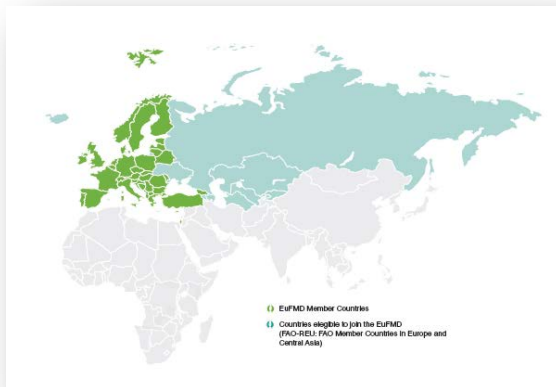 EuFMD Member Countries
Countries elegible to join the EuFMD
(FAO-REU: FAO Member Countries in Europe and
Central Asia)